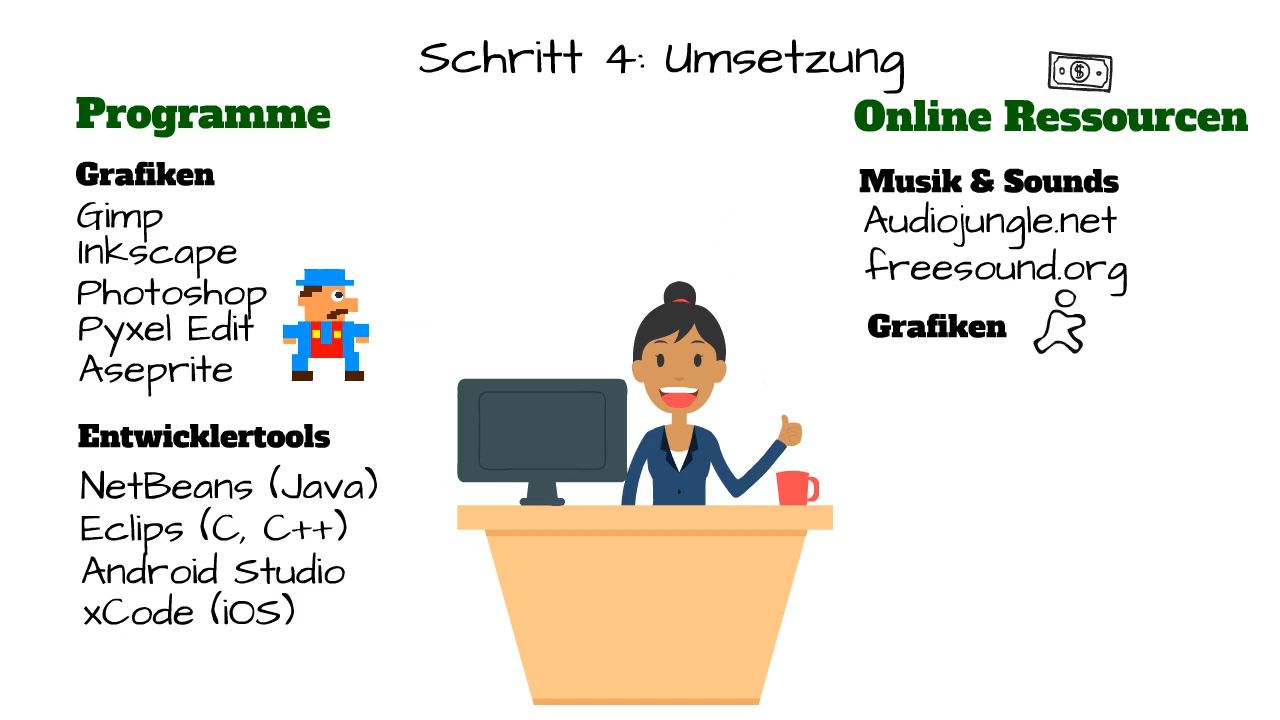 Schritt 4: Umsetzung
Programme
Grafiken
Gimp
Inkscape
Photoshop
Pyxel Edit
Aseprite
Entwicklertools
NetBeans (Java)
Eclips (C, C++)
Android Studio
xCode (iOS)
$
Online Ressourcen
Musik & Sounds
Audiojungle.net
freesound.org
Grafiken